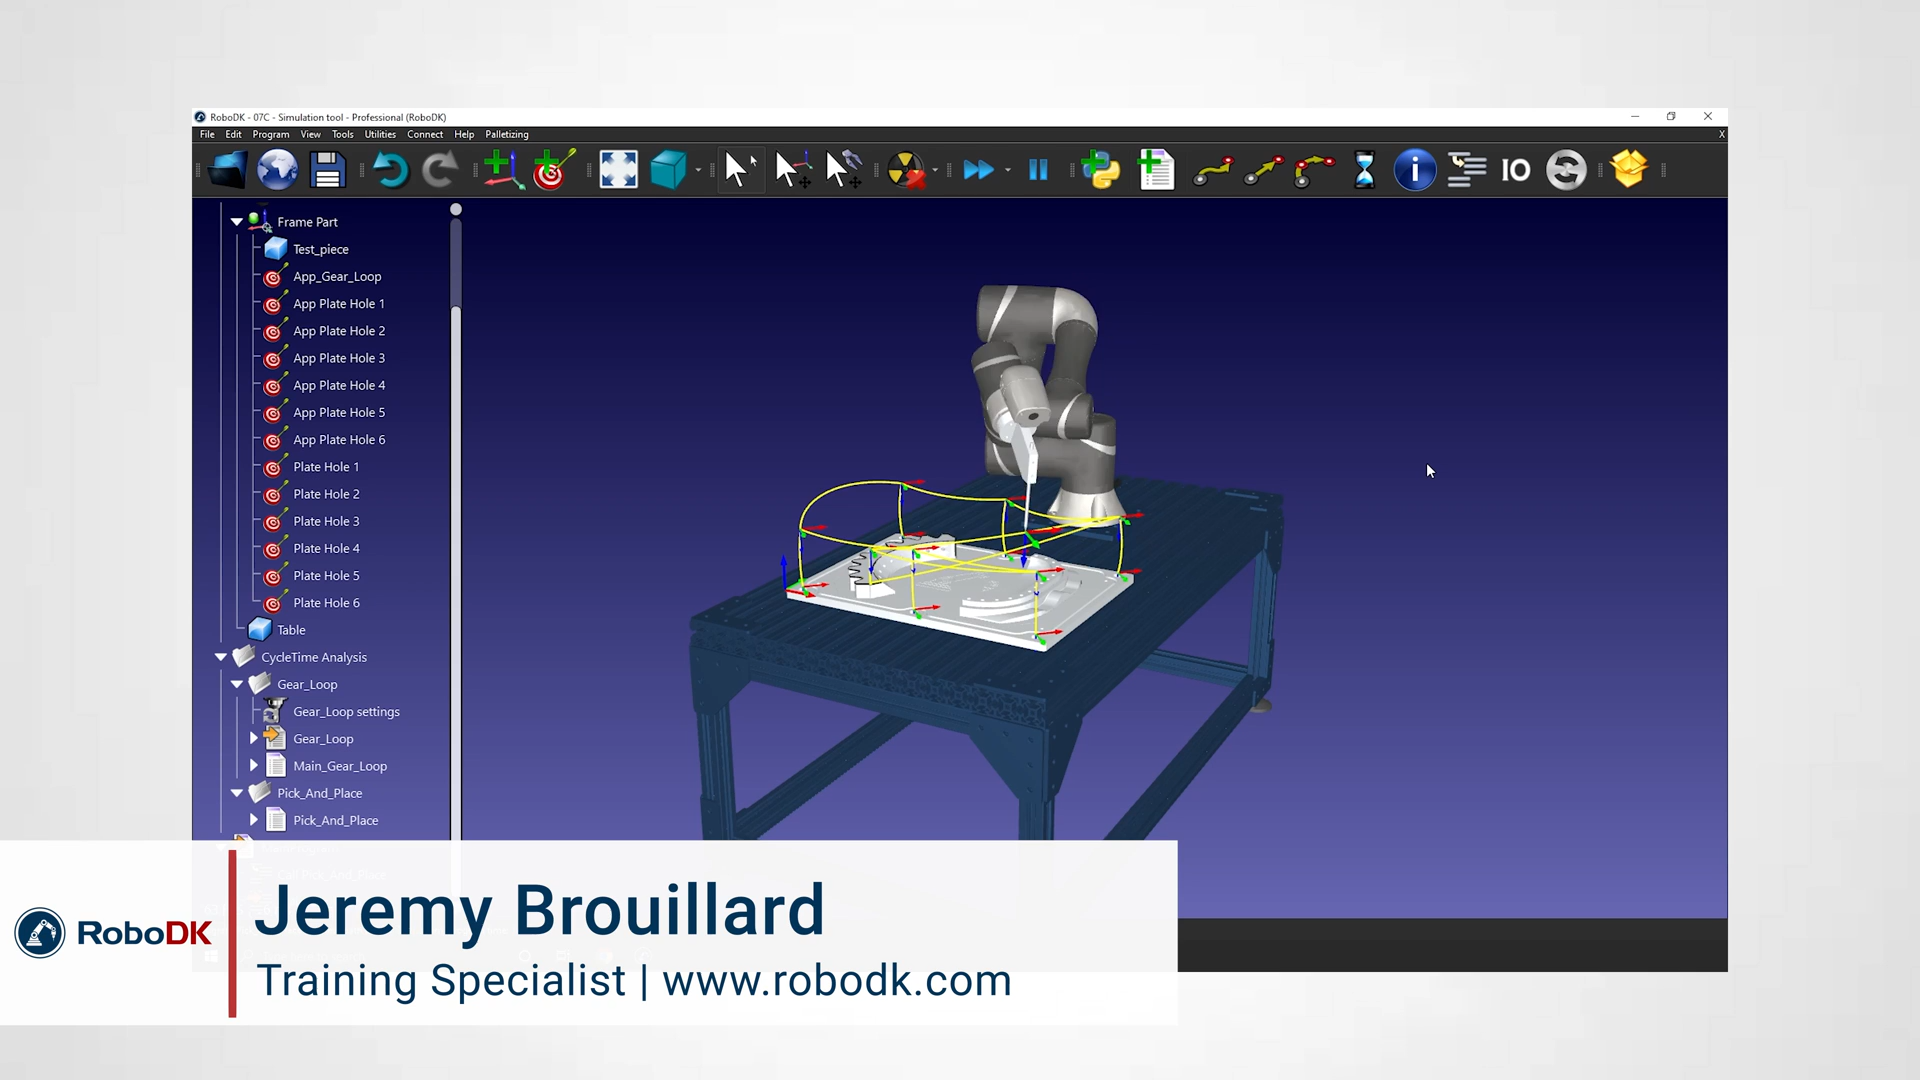 RoboDK - 07C - Simulation tool - Professional (RoboDK)
File Edit Program View Tools Utilities Connect Help Palletizing
X
IO
Frame Part
Test_piece
App_Gear_Loop
App Plate Hole 1
App Plate Hole 2
App Plate Hole 3
App Plate Hole 4
App Plate Hole 5
App Plate Hole 6
Plate Hole 1
Plate Hole 2
Plate Hole 3
Plate Hole 4
Plate Hole 5
Plate Hole 6
Table
CycleTime Analysis
Gear_Loop
Gear_Loop settings
Gear_Loop
Main_Gear_Loop
Pick_And_Place
Pick_And_Place
RoboDK
Jeremy Brouillard
Training Specialist | www.robodk.com